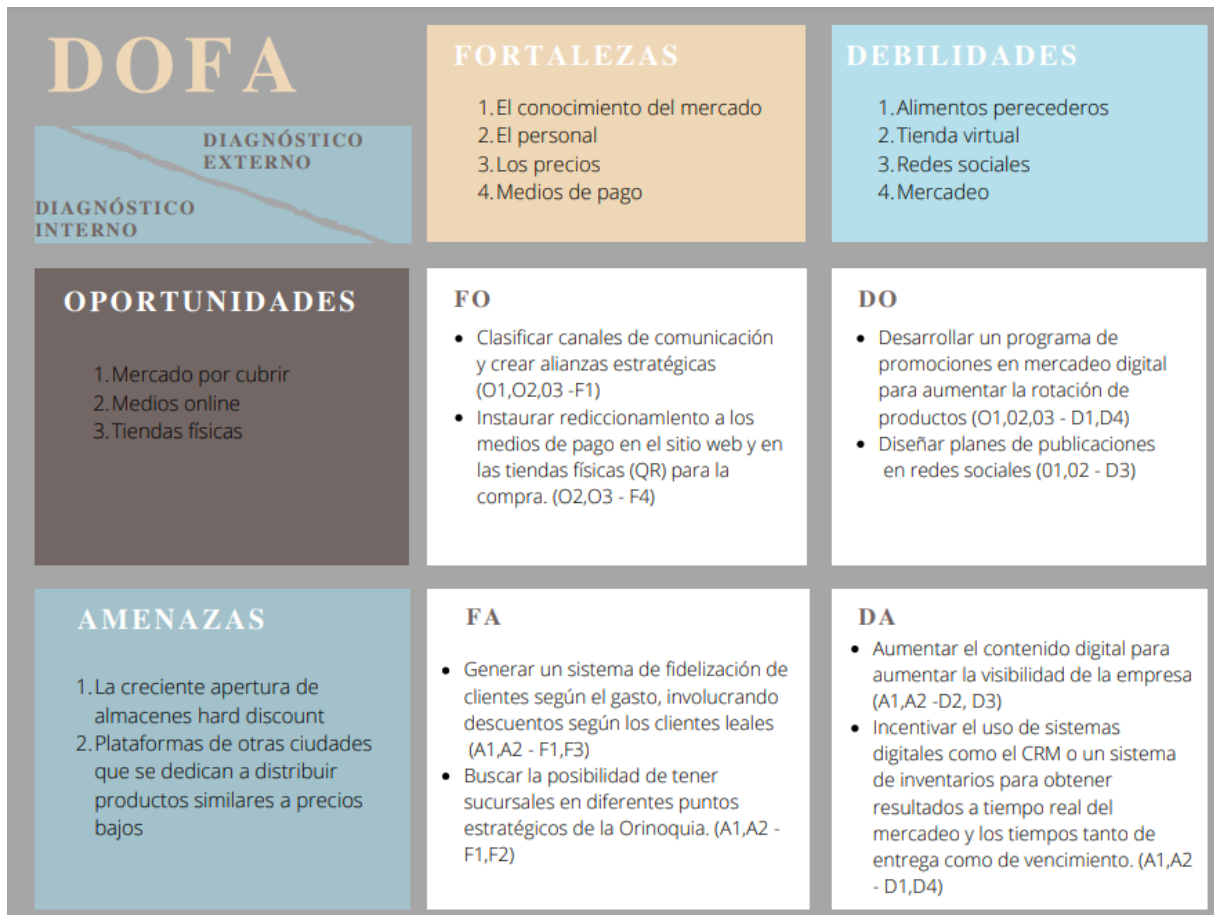 DOFA
DIAGNÓSTICO
EXTERNO
DIAGNÓSTICO
INTERNO
FORTALEZAS
1. El conocimiento del mercado
2. El personal
3. Los precios
4. Medios de pago
DEBILIDADES
1. Alimentos perecederos
2. Tienda virtual
3. Redes sociales
4. Mercadeo
OPORTUNIDADES
1. Mercado por cubrir
2. Medios online
3. Tiendas físicas
FO
• Clasificar canales de comunicación
y crear alianzas estratégicas
(O1,O2,03 -F1)
• Instaurar rediccionamiento a los
medios de pago en el sitio web y en
las tiendas físicas (QR) para la
compra. (O2,O3 - F4)
DO
• Desarrollar un programa de
promociones en mercadeo digital
para aumentar la rotación de
productos (O1,02,03 - D1,D4)
• Diseñar planes de publicaciones
en redes sociales (01,02 - D3)
AMENAZAS
1. La creciente apertura de
almacenes hard discount
2. Plataformas de otras ciudades
que se dedican a distribuir
productos similares a precios
bajos
FA
• Generar un sistema de fidelización de
clientes según el gasto, involucrando
descuentos según los clientes leales
(A1,A2 - F1,F3)
• Buscar la posibilidad de tener
sucursales en diferentes puntos
estratégicos de la Orinoquia. (A1,A2 -
F1,F2)
DA
• Aumentar el contenido digital para
aumentar la visibilidad de la empresa
(A1,A2 -D2, D3)
• Incentivar el uso de sistemas
digitales como el CRM o un sistema
de inventarios para obtener
resultados a tiempo real del
mercadeo y los tiempos tanto de
entrega como de vencimiento. (A1,A2
- D1,D4)